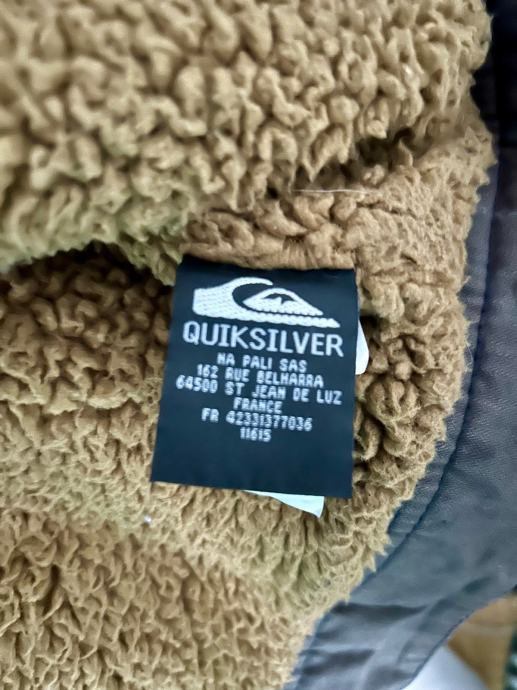 QUIKSILVER
NA PALI SAS
162 RUE BELHARRA
64500 ST JEAN DE LUZ
FRANCE
FR 42331377036
11615